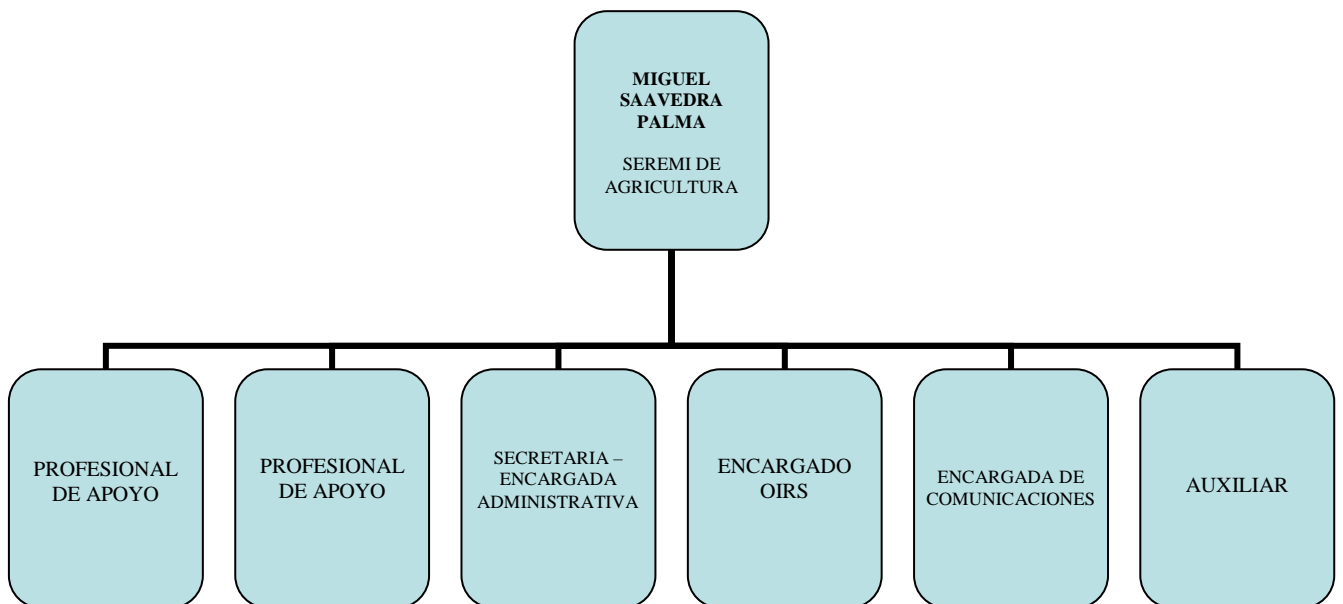 MIGUEL
SAAVEDRA
PALMA
SEREMI DE
AGRICULTURA
PROFESIONAL
DE APOYO
PROFESIONAL
DE APOYO
SECRETARIA –
ENCARGADA
ADMINISTRATIVA
ENCARGADO
OIRS
ENCARGADA DE
COMUNICACIONES
AUXILIAR